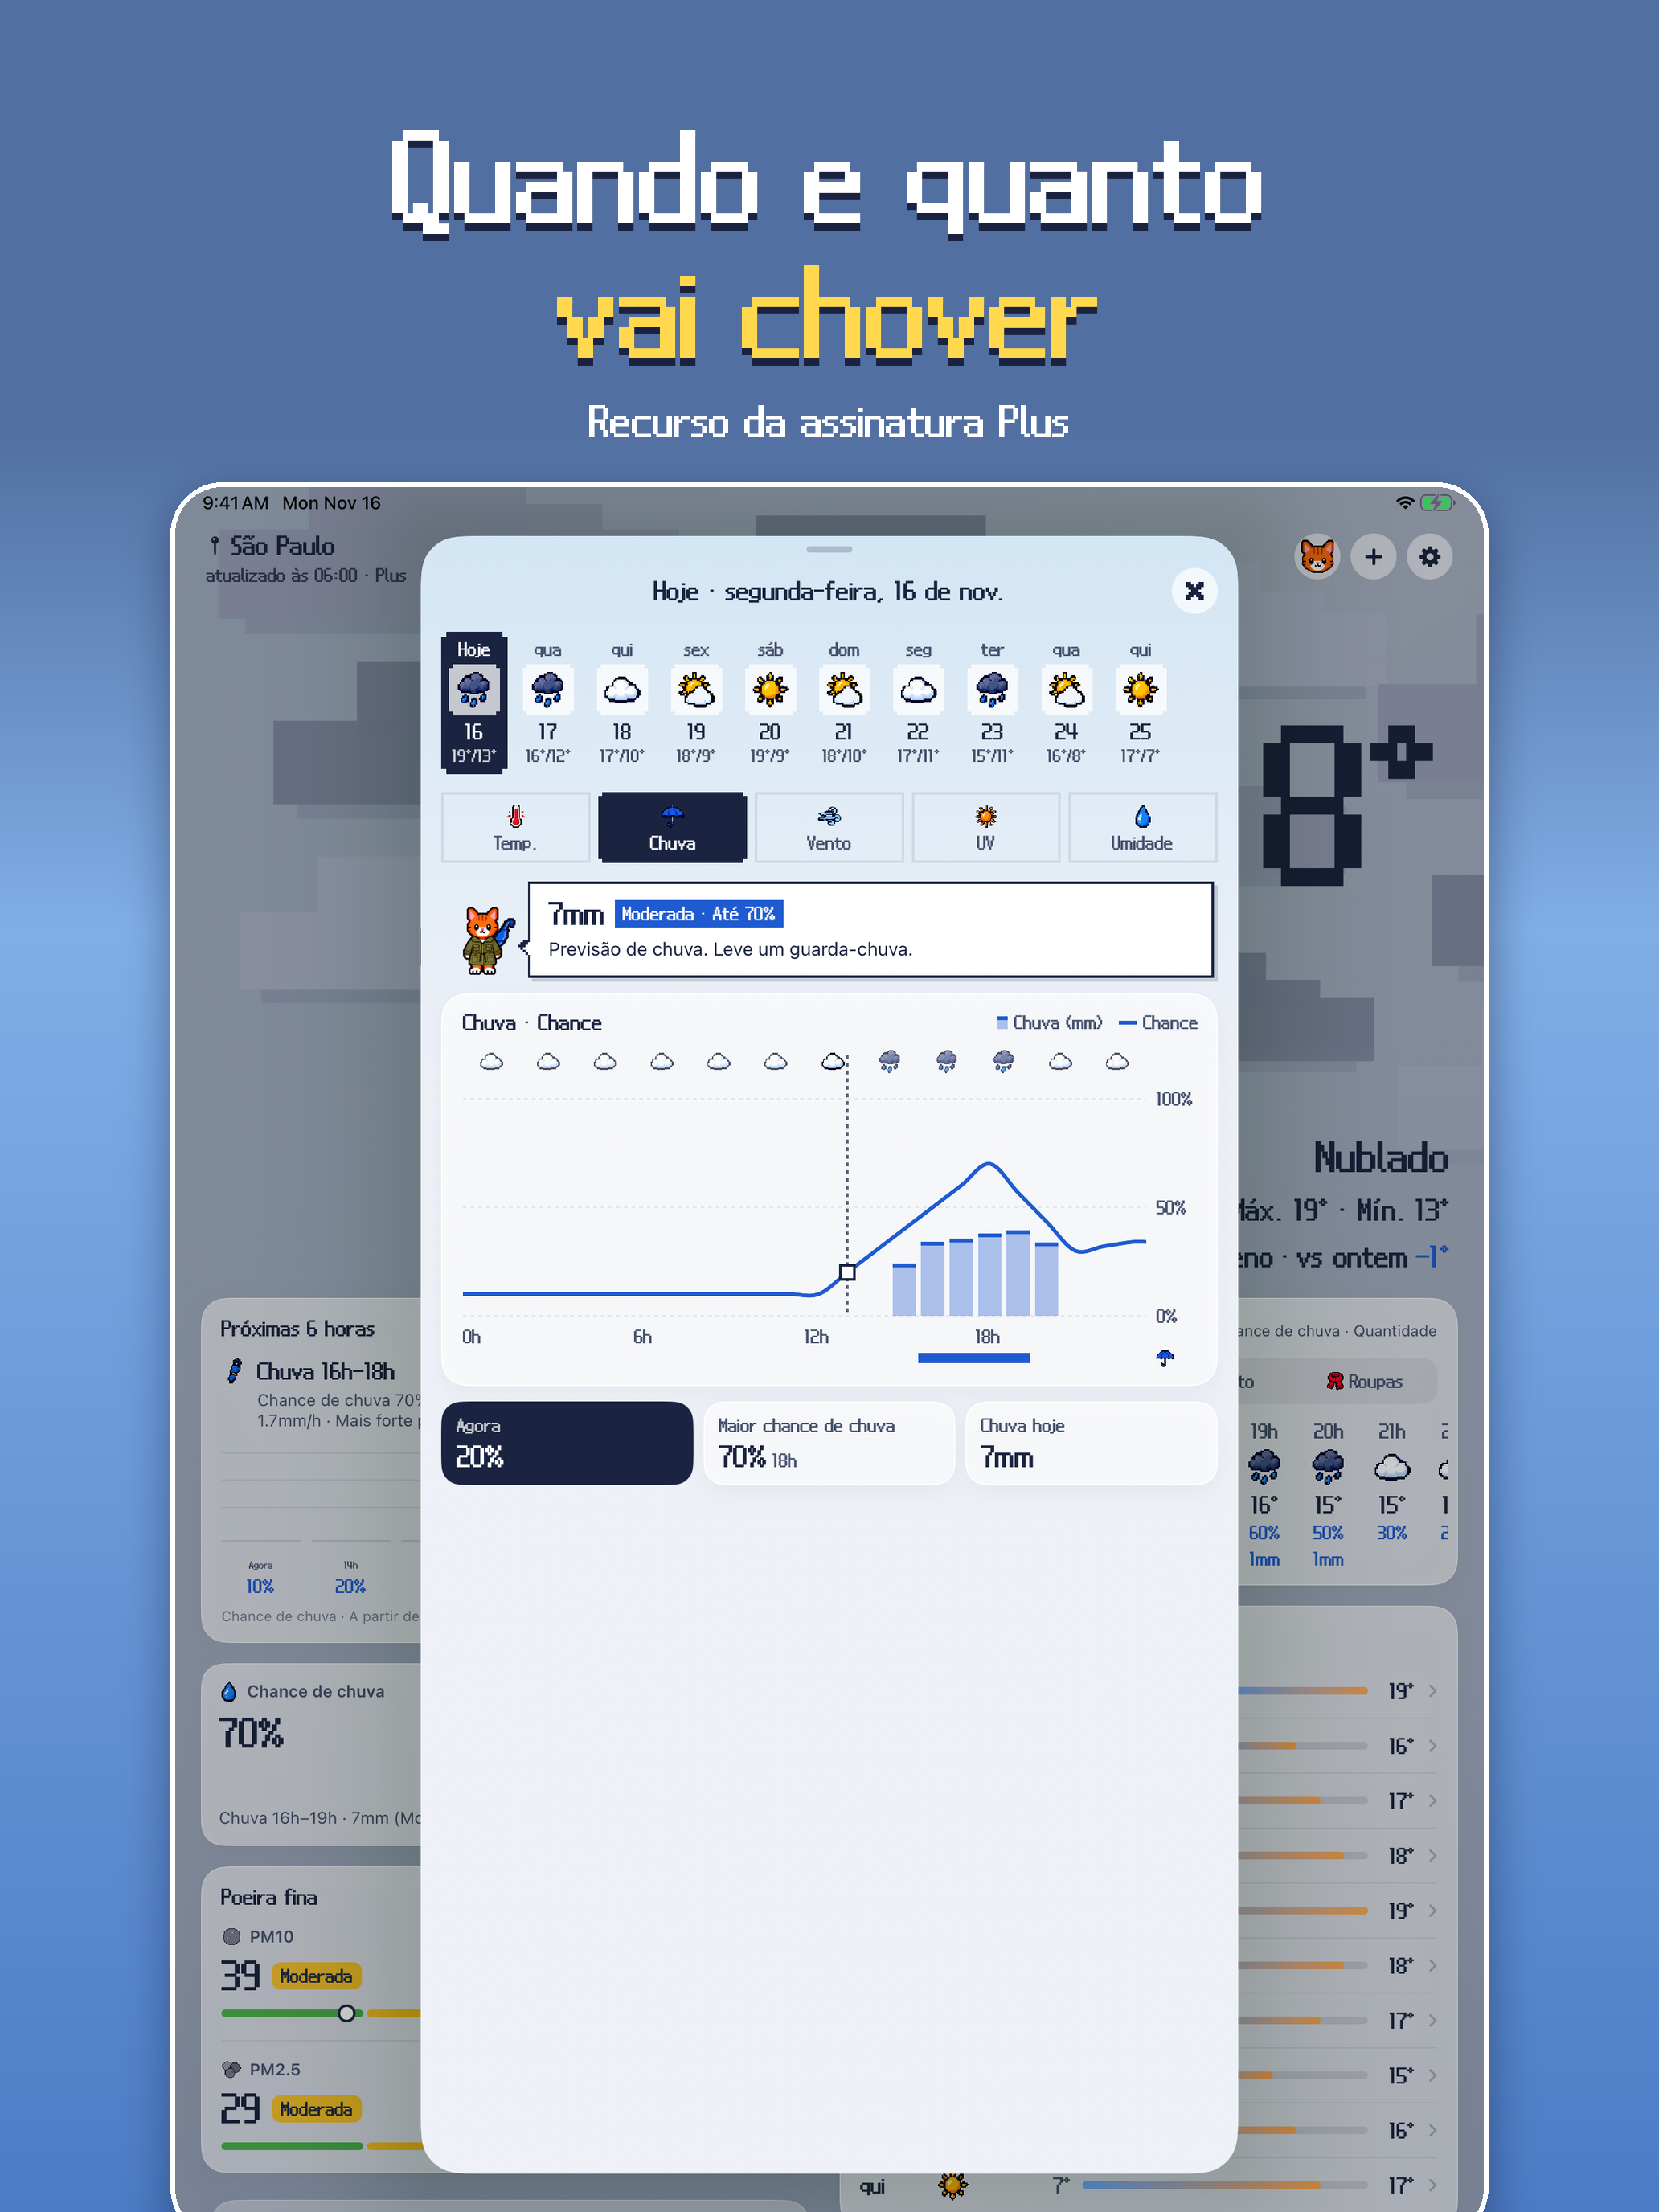 Quando e quanto
vai chover
Recurso da assinatura Plus
9:41 AM Mon Nov 16
São Paulo
atualizado às 06:00 · Plus
8°
Nublado
Máx. 19° · Mín. 13°
vs ontem -1°
Hoje · segunda-feira, 16 de nov.
Hoje qua qui sex sáb dom seg ter qua qui
16 17 18 19 20 21 22 23 24 25
19°/13° 16°/12° 17°/10° 18°/9° 19°/9° 18°/10° 17°/11° 15°/11° 16°/8° 17°/7°
Temp. Chuva Vento UV Umidade
7mm Moderada · Até 70%
Previsão de chuva. Leve um guarda-chuva.
Chuva · Chance Chuva (mm) Chance
100%
50%
0%
0h 6h 12h 18h
Agora
20%
Maior chance de chuva
70% 18h
Chuva hoje
7mm
Próximas 6 horas
Chuva 16h-18h
Chance de chuva 70%
1.7mm/h · Mais forte
Agora 14h
10% 20%
Chance de chuva · A partir de
Chance de chuva
70%
Chuva 16h–19h · 7mm
Poeira fina
PM10
39 Moderada
PM2.5
29 Moderada
de chuva · Quantidade
Roupas
19h 20h 21h
16° 15° 15°
60% 50% 30%
1mm 1mm
19°
16°
17°
18°
19°
18°
17°
15°
16°
qui 7° 17°